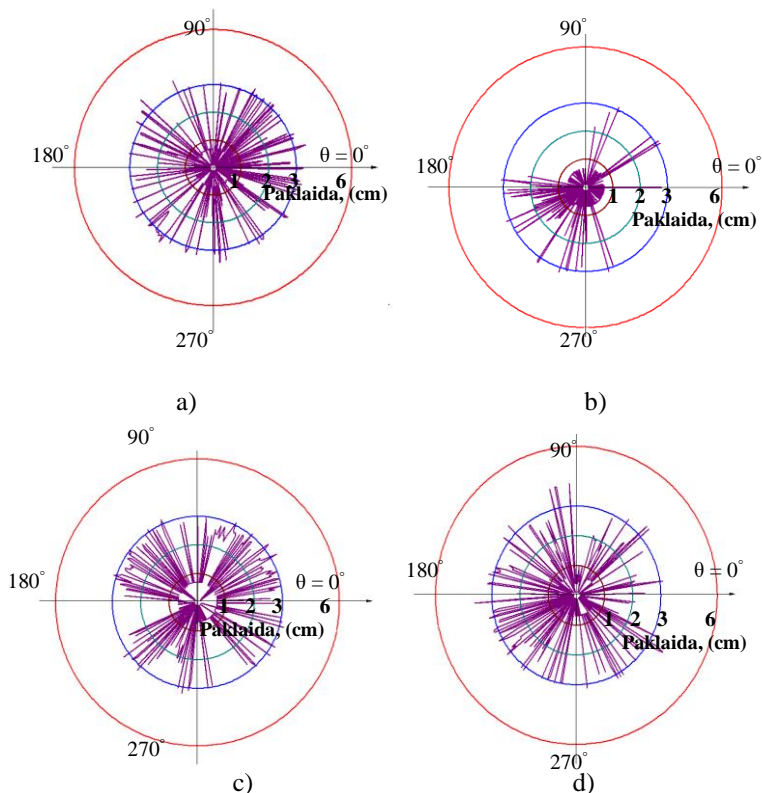 90°
180°
θ = 0°
1 2 3 6
Paklaida, (cm)
270°
a)
90°
180°
θ = 0°
1 2 3 6
Paklaida, (cm)
270°
b)
90°
180°
θ = 0°
1 2 3 6
Paklaida, (cm)
270°
c)
90°
180°
θ = 0°
1 2 3 6
Paklaida, (cm)
270°
d)